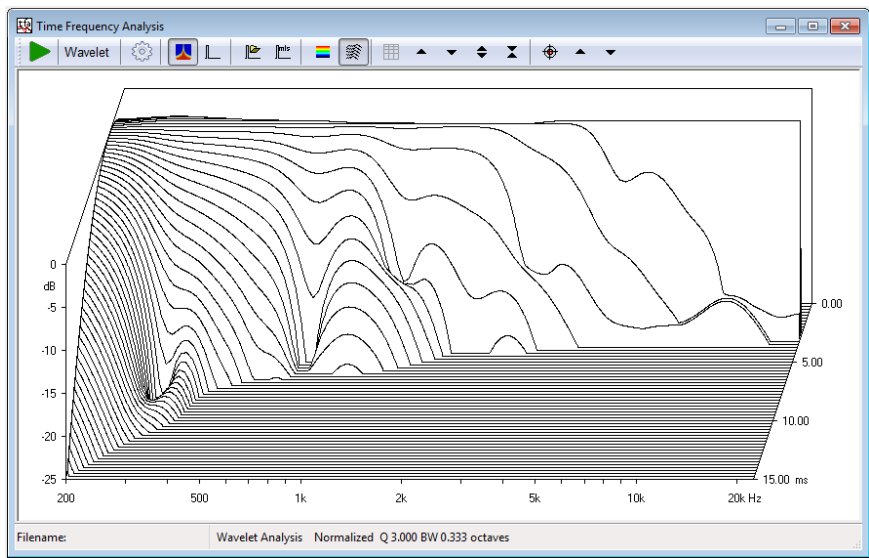 Time Frequency Analysis
Wavelet mls
0
dB
-5
-10
-15
-20
-25
0.00
5.00
10.00
15.00 ms
200 500 1k 2k 5k 10k 20k Hz
Filename: Wavelet Analysis Normalized Q 3.000 BW 0.333 octaves